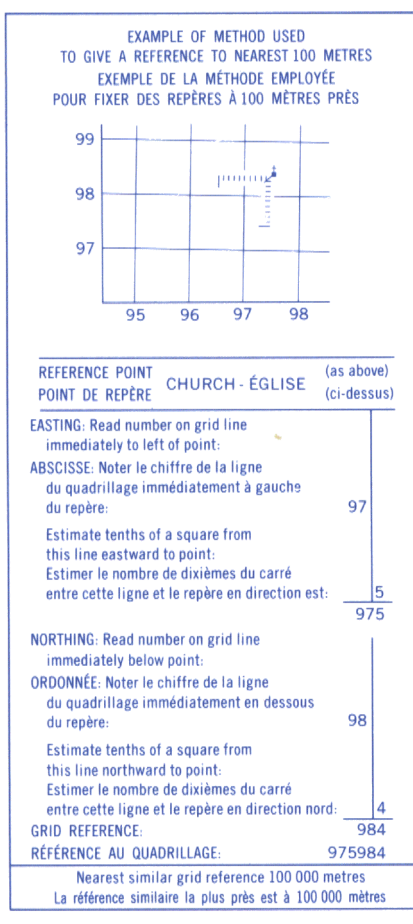 EXAMPLE OF METHOD USED
TO GIVE A REFERENCE TO NEAREST 100 METRES
EXEMPLE DE LA MÉTHODE EMPLOYÉE
POUR FIXER DES REPÈRES À 100 MÈTRES PRÈS
99
98
97
95 96 97 98
REFERENCE POINT
POINT DE REPÈRE
CHURCH - ÉGLISE
(as above)
(ci-dessus)
EASTING: Read number on grid line
immediately to left of point:
ABSCISSE: Noter le chiffre de la ligne
du quadrillage immédiatement à gauche
du repère: 97
Estimate tenths of a square from
this line eastward to point:
Estimer le nombre de dixièmes du carré
entre cette ligne et le repère en direction est: 5
975
NORTHING: Read number on grid line
immediately below point:
ORDONNÉE: Noter le chiffre de la ligne
du quadrillage immédiatement en dessous
du repère: 98
Estimate tenths of a square from
this line northward to point:
Estimer le nombre de dixièmes du carré
entre cette ligne et le repère en direction nord: 4
GRID REFERENCE: 984
RÉFÉRENCE AU QUADRILLAGE: 975984
Nearest similar grid reference 100 000 metres
La référence similaire la plus près est à 100 000 mètres